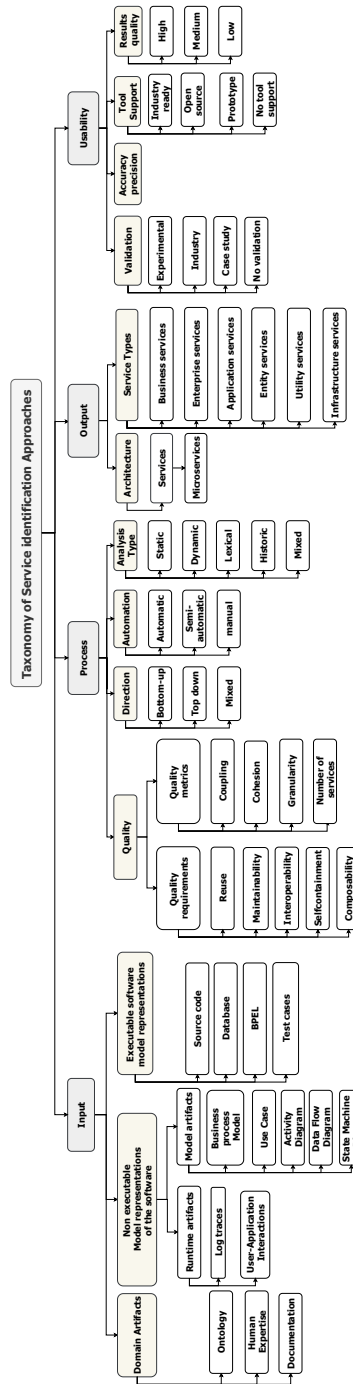 Taxonomy of Service identification Approaches
Input
Process
Output
Usability
Domain Artifacts
Ontology
Human
Expertise
Documentation
Non executable
Model representations
of the software
Runtime artifacts
Log traces
User-Application
Interactions
Model artifacts
Business
process
Model
Use Case
Activity
Diagram
Data Flow
Diagram
State Machine
Executable software
model representations
Source code
Database
BPEL
Test cases
Quality
Quality
requirements
Reuse
Maintainability
Interoperability
Selfcontainment
Composability
Quality
metrics
Coupling
Cohesion
Granularity
Number of
services
Direction
Bottom-up
Top down
Mixed
Automation
Automatic
Semi-
automatic
manual
Analysis
Type
Static
Dynamic
Lexical
Historic
Mixed
Architecture
Services
Microservices
Service Types
Business services
Enterprise services
Application services
Entity services
Utility services
Infrastructure services
Validation
Experimental
Industry
Case study
No validation
Accuracy
precision
Tool
Support
Industry
ready
Open
source
Prototype
No tool
support
Results
quality
High
Medium
Low